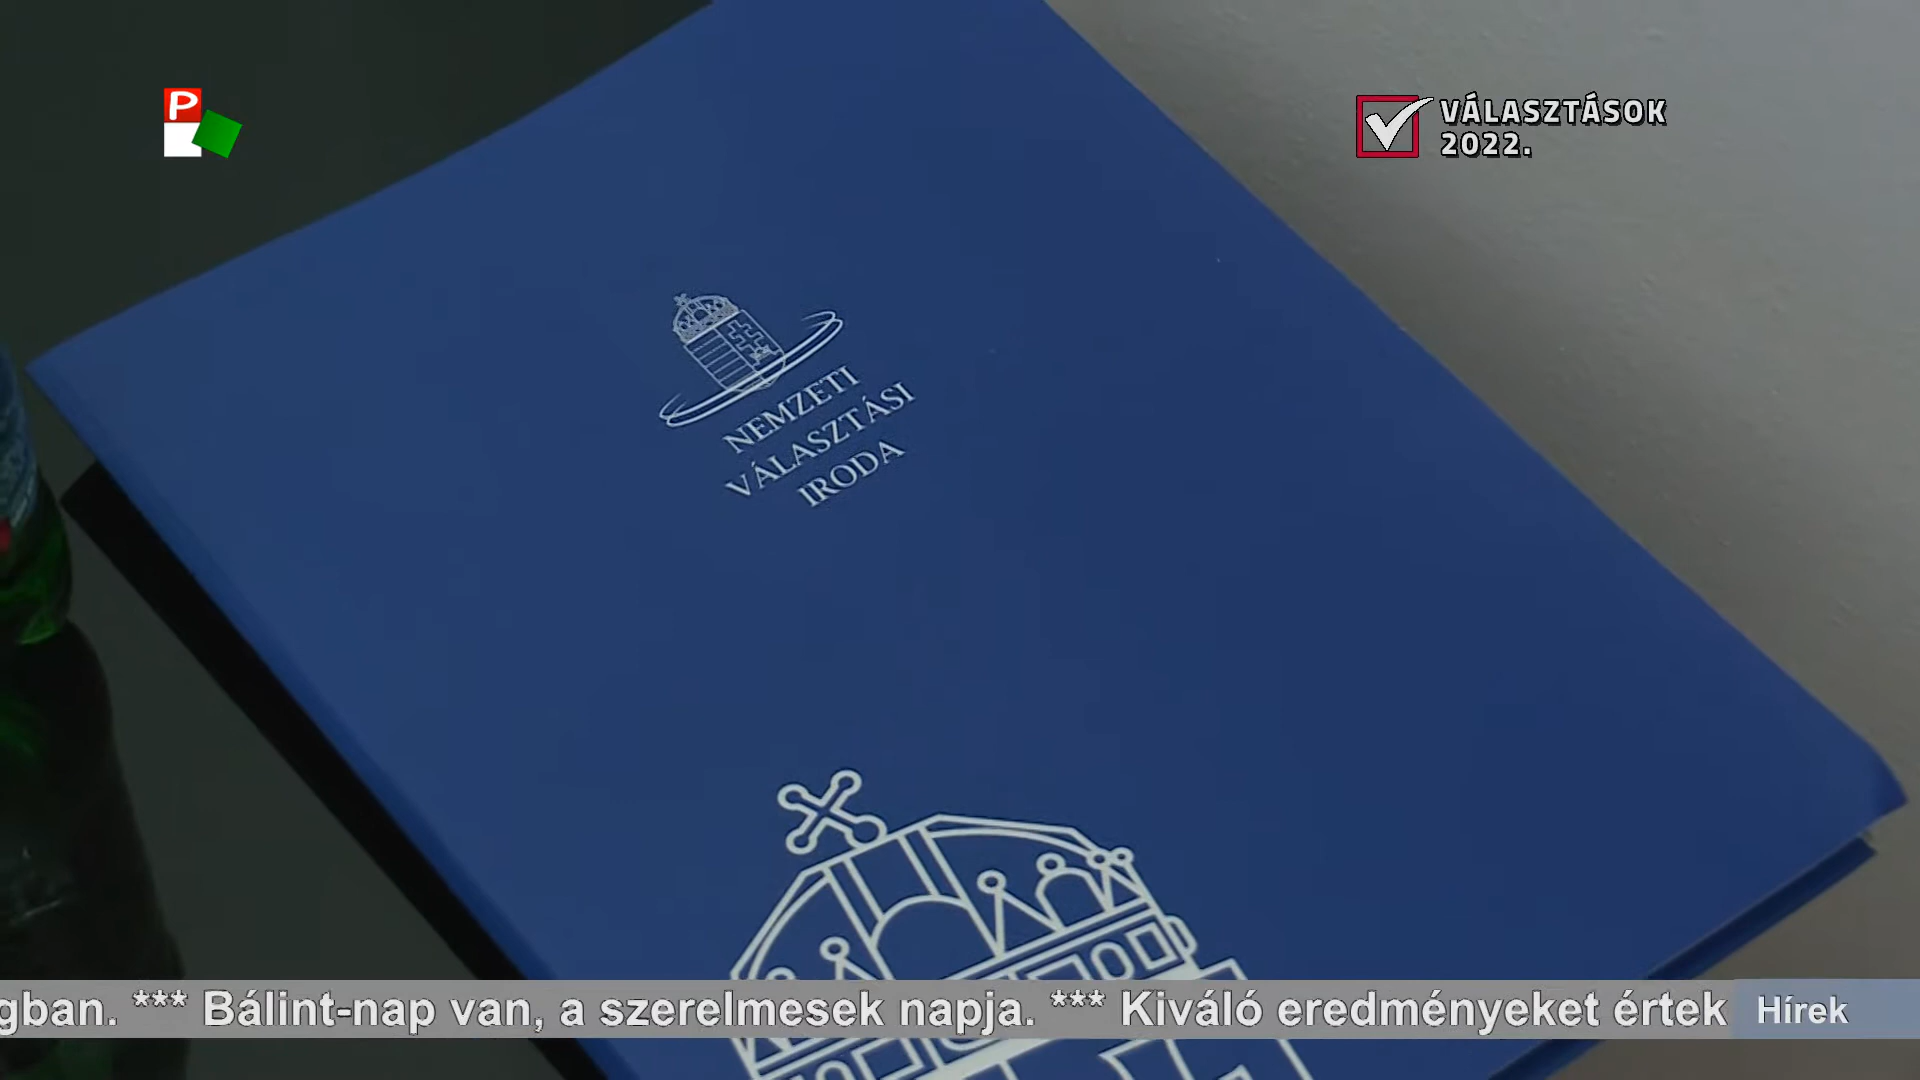 P
VÁLASZTÁSOK
2022.
NEMZETI
VÁLASZTÁSI
IRODA
gban. *** Bálint-nap van, a szerelmesek napja. *** Kiváló eredményeket értek
Hírek